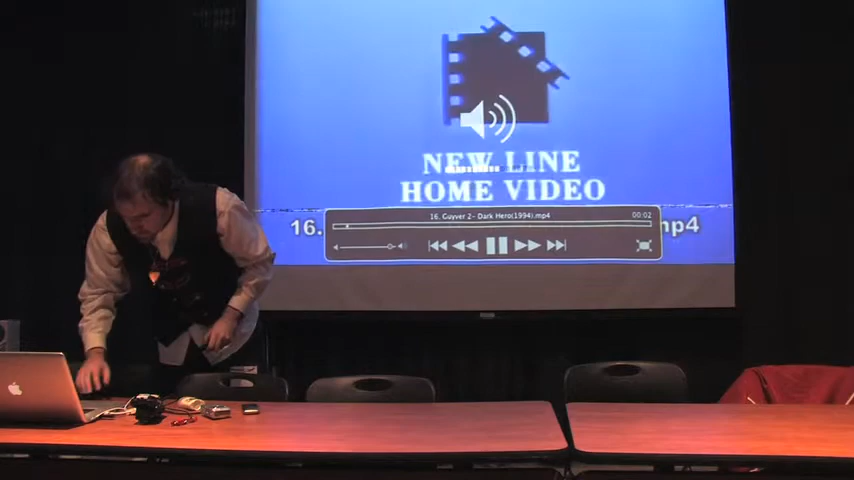 NEW LINE
HOME VIDEO
16.
16. Guyver 2- Dark Hero(1994).mp4
00:02
mp4